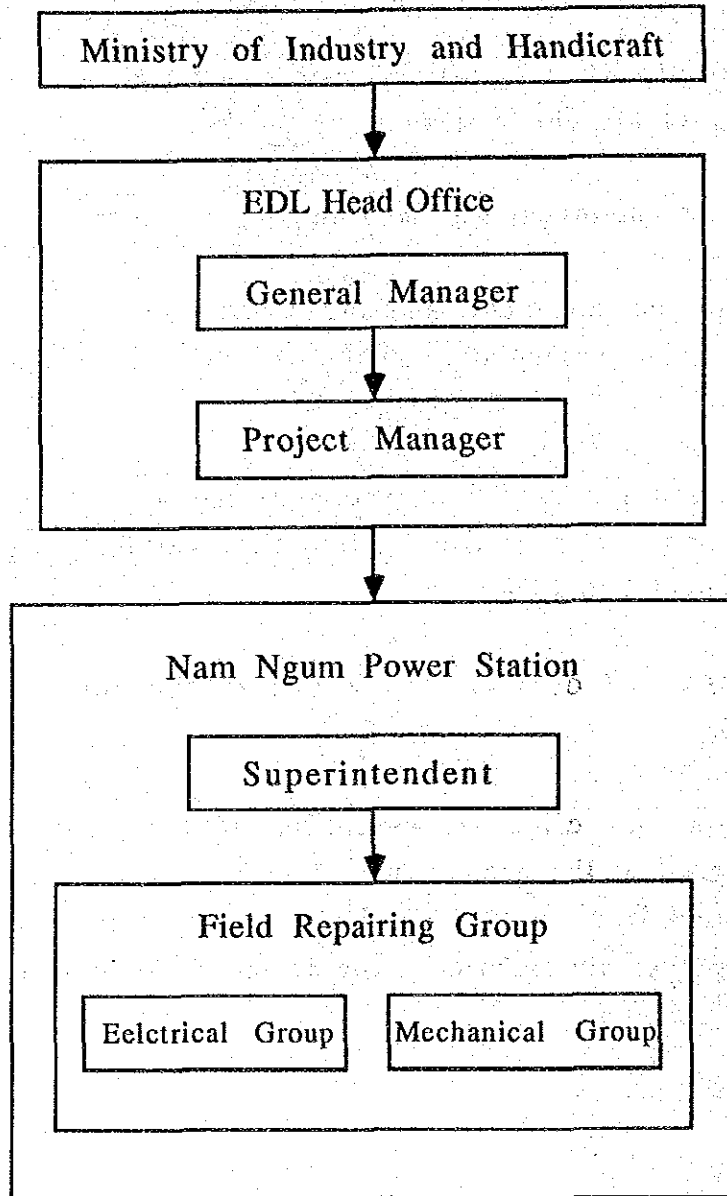 Ministry of Industry and Handicraft
EDL Head Office
General Manager
Project Manager
Nam Ngum Power Station
Superintendent
Field Repairing Group
Eelctrical Group
Mechanical Group